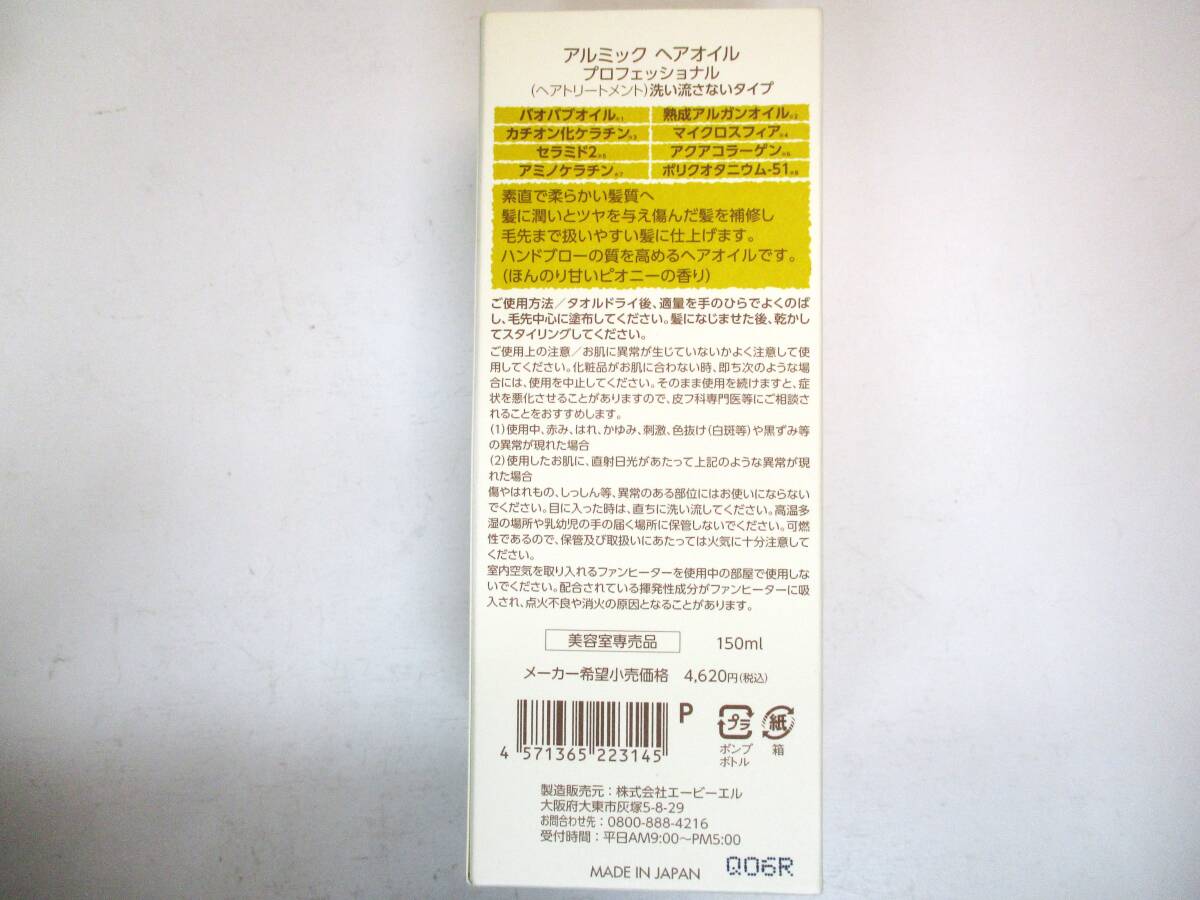 アルミック ヘアオイル
プロフェッショナル
(ヘアトリートメント)洗い流さないタイプ
バオバブオイル※1 熟成アルガンオイル※2
カチオン化ケラチン※3 マイクロスフィア※4
セラミド2※5 アクアコラーゲン※6
アミノケラチン※7 ポリクオタニウム-51※8
素直で柔らかい髪質へ
髪に潤いとツヤを与え傷んだ髪を補修し
毛先まで扱いやすい髪に仕上げます。
ハンドブローの質を高めるヘアオイルです。
(ほんのり甘いピオニーの香り)
ご使用方法/タオルドライ後、適量を手のひらでよくのば
し、毛先中心に塗布してください。髪になじませた後、乾かし
てスタイリングしてください。
ご使用上の注意/お肌に異常が生じていないかよく注意して使
用してください。化粧品がお肌に合わない時、即ち次のような場
合には、使用を中止してください。そのまま使用を続けますと、症
状を悪化させることがありますので、皮フ科専門医等にご相談さ
れることをおすすめします。
(1)使用中、赤み、はれ、かゆみ、刺激、色抜け(白斑等)や黒ずみ等
の異常が現れた場合
(2)使用したお肌に、直射日光があたって上記のような異常が現
れた場合
傷やはれもの、しっしん等、異常のある部位にはお使いにならない
でください。目に入った時は、直ちに洗い流してください。高温多
湿の場所や乳幼児の手の届く場所に保管しないでください。可燃
性であるので、保管及び取扱いにあたっては火気に十分注意して
ください。
室内空気を取り入れるファンヒーターを使用中の部屋で使用しな
いでください。配合されている揮発性成分がファンヒーターに吸
入され、点火不良や消火の原因となることがあります。
美容室専売品 150ml
メーカー希望小売価格 4,620円(税込)
P プラ 紙
ポンプ 箱
ボトル
4 571365 223145
製造販売元:株式会社エービーエル
大阪府大東市灰塚5-8-29
お問合わせ先:0800-888-4216
受付時間:平日AM9:00〜PM5:00
MADE IN JAPAN Q06R